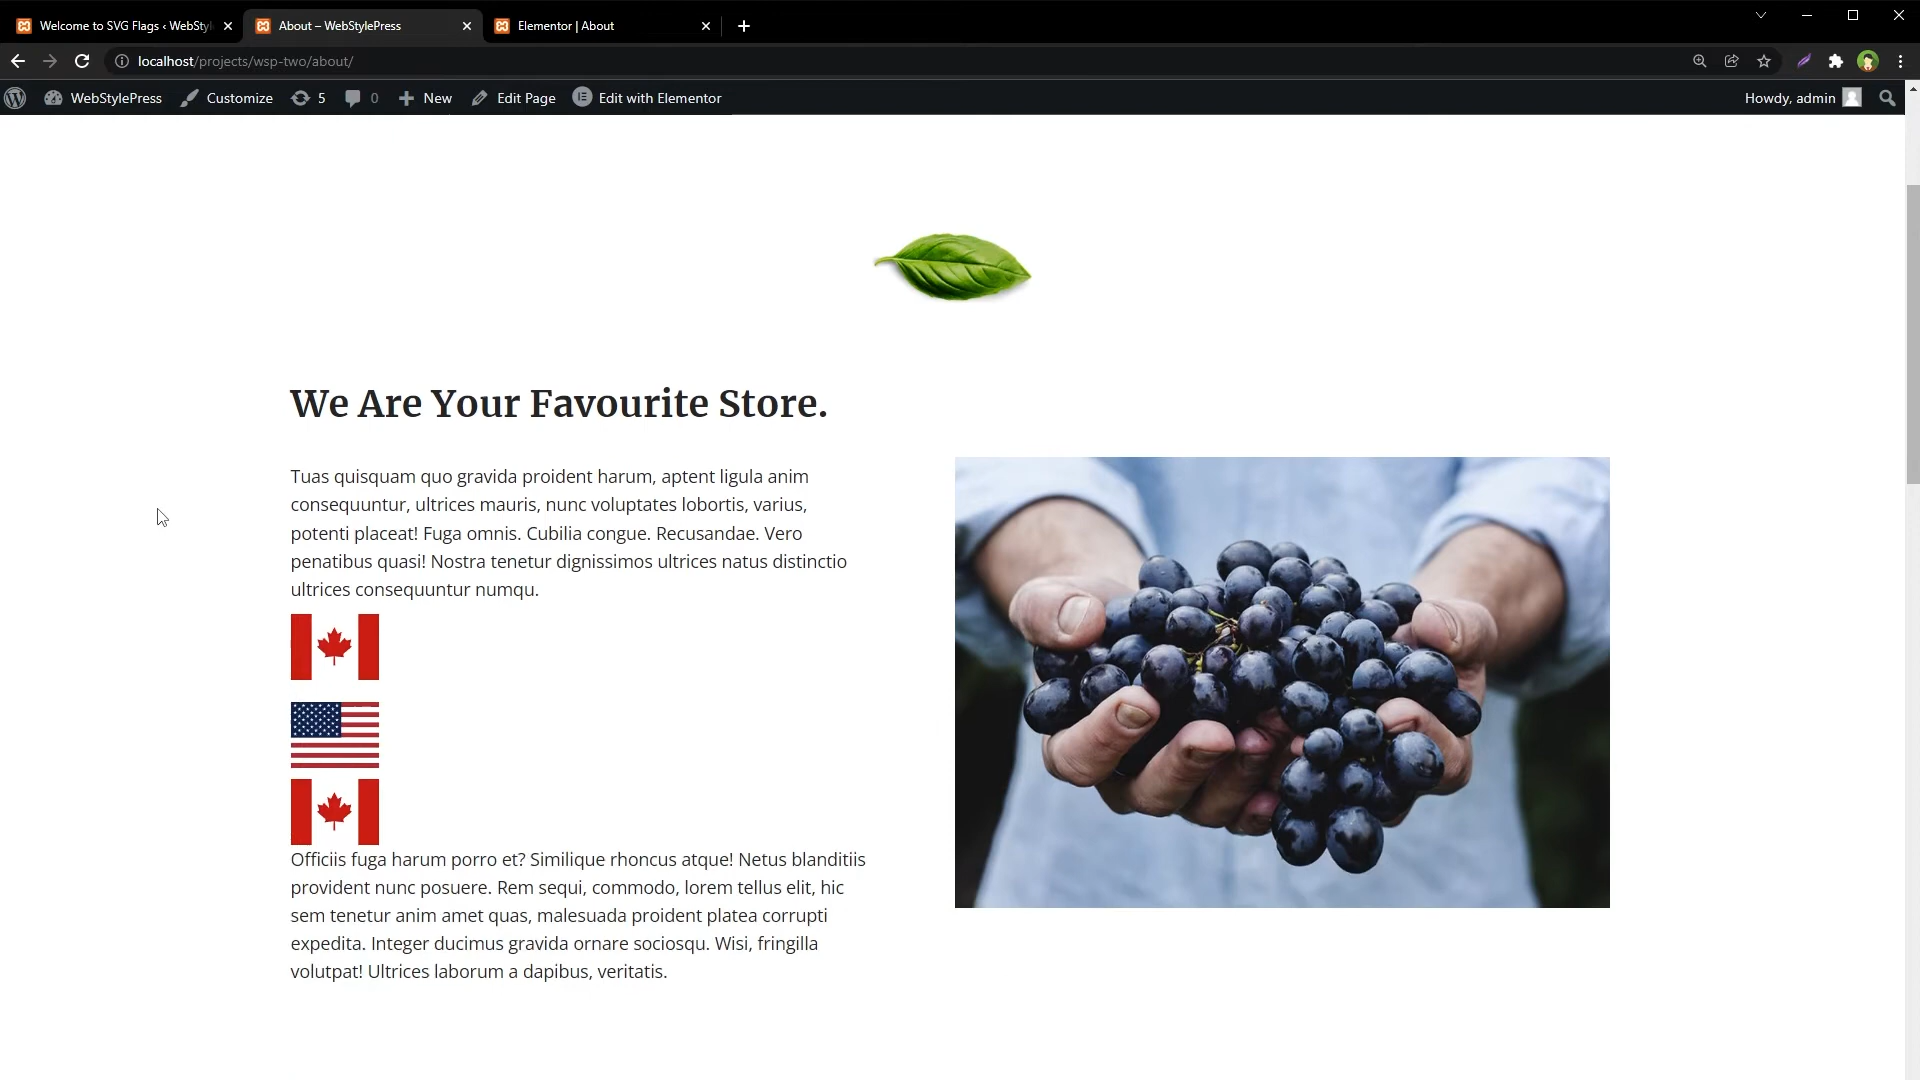 Welcome to SVG Flags ‹ WebSty
About – WebStylePress
Elementor | About
localhost/projects/wsp-two/about/
WebStylePress
Customize
5
0
New
Edit Page
Edit with Elementor
Howdy, admin
We Are Your Favourite Store.
Tuas quisquam quo gravida proident harum, aptent ligula anim
consequuntur, ultrices mauris, nunc voluptates lobortis, varius,
potenti placeat! Fuga omnis. Cubilia congue. Recusandae. Vero
penatibus quasi! Nostra tenetur dignissimos ultrices natus distinctio
ultrices consequuntur numqu.
Officiis fuga harum porro et? Similique rhoncus atque! Netus blanditiis
provident nunc posuere. Rem sequi, commodo, lorem tellus elit, hic
sem tenetur anim amet quas, malesuada proident platea corrupti
expedita. Integer ducimus gravida ornare sociosqu. Wisi, fringilla
volutpat! Ultrices laborum a dapibus, veritatis.